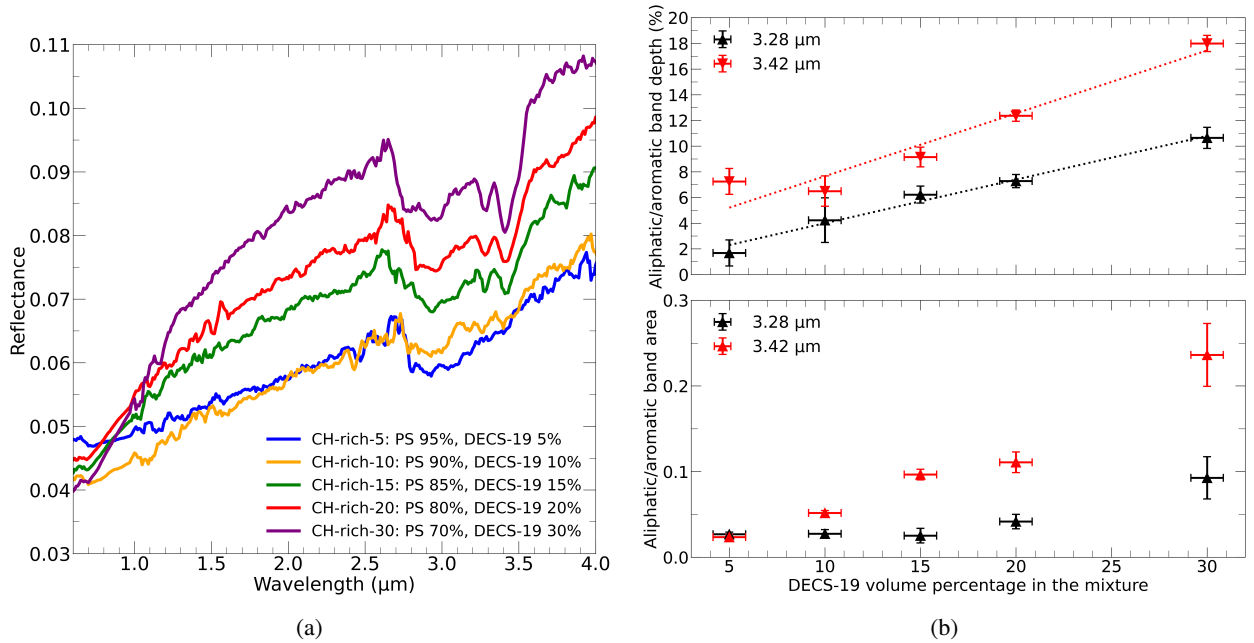 0.11
0.10
0.09
0.08
0.07
0.06
0.05
0.04
0.03
Reflectance
CH-rich-5: PS 95%, DECS-19 5%
CH-rich-10: PS 90%, DECS-19 10%
CH-rich-15: PS 85%, DECS-19 15%
CH-rich-20: PS 80%, DECS-19 20%
CH-rich-30: PS 70%, DECS-19 30%
1.0 1.5 2.0 2.5 3.0 3.5 4.0
Wavelength (μm)
(a)
Aliphatic/aromatic band depth (%)
20
18
16
14
12
10
8
6
4
2
0
3.28 μm
3.42 μm
Aliphatic/aromatic band area
0.3
0.2
0.1
0.0
3.28 μm
3.42 μm
5 10 15 20 25 30
DECS-19 volume percentage in the mixture
(b)